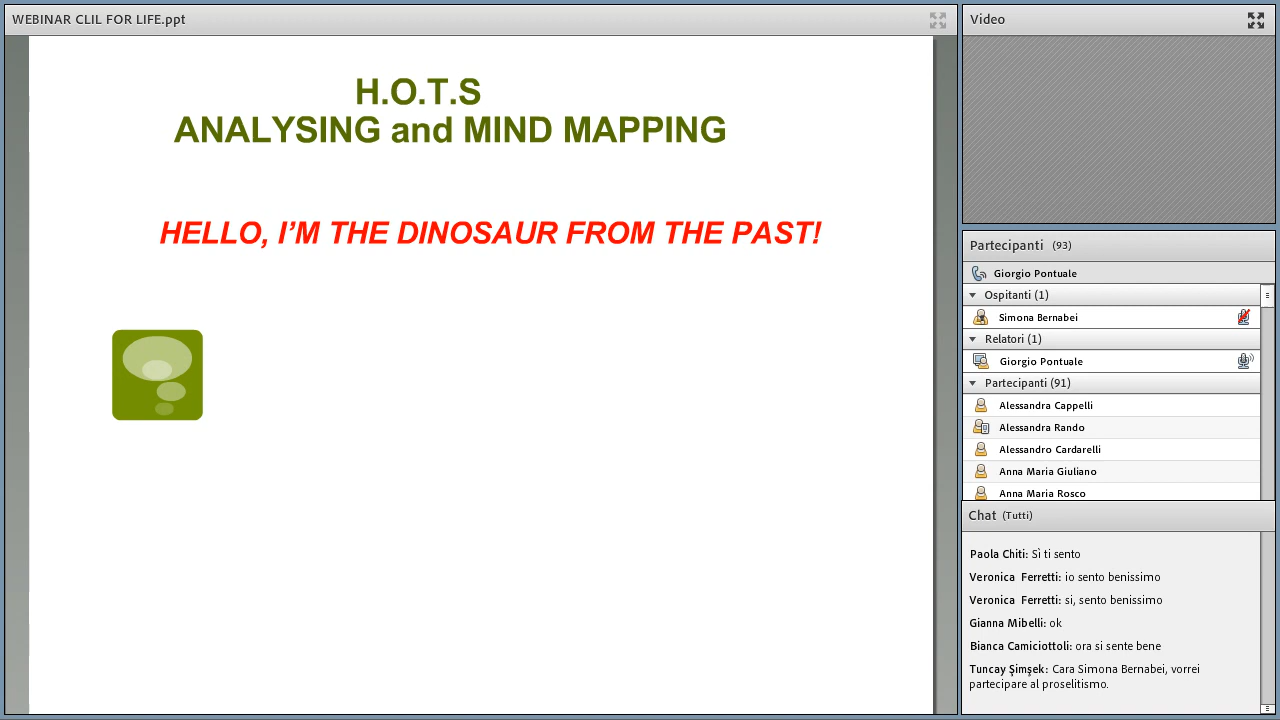 WEBINAR CLIL FOR LIFE.ppt
H.O.T.S
ANALYSING and MIND MAPPING
HELLO, I’M THE DINOSAUR FROM THE PAST!
Video
Partecipanti (93)
Giorgio Pontuale
Ospitanti (1)
Simona Bernabei
Relatori (1)
Giorgio Pontuale
Partecipanti (91)
Alessandra Cappelli
Alessandra Rando
Alessandro Cardarelli
Anna Maria Giuliano
Anna Maria Rosco
Chat (Tutti)
Paola Chiti: Sì ti sento
Veronica Ferretti: io sento benissimo
Veronica Ferretti: si, sento benissimo
Gianna Mibelli: ok
Bianca Camiciottoli: ora si sente bene
Tuncay Şimşek: Cara Simona Bernabei, vorrei
partecipare al proselitismo.